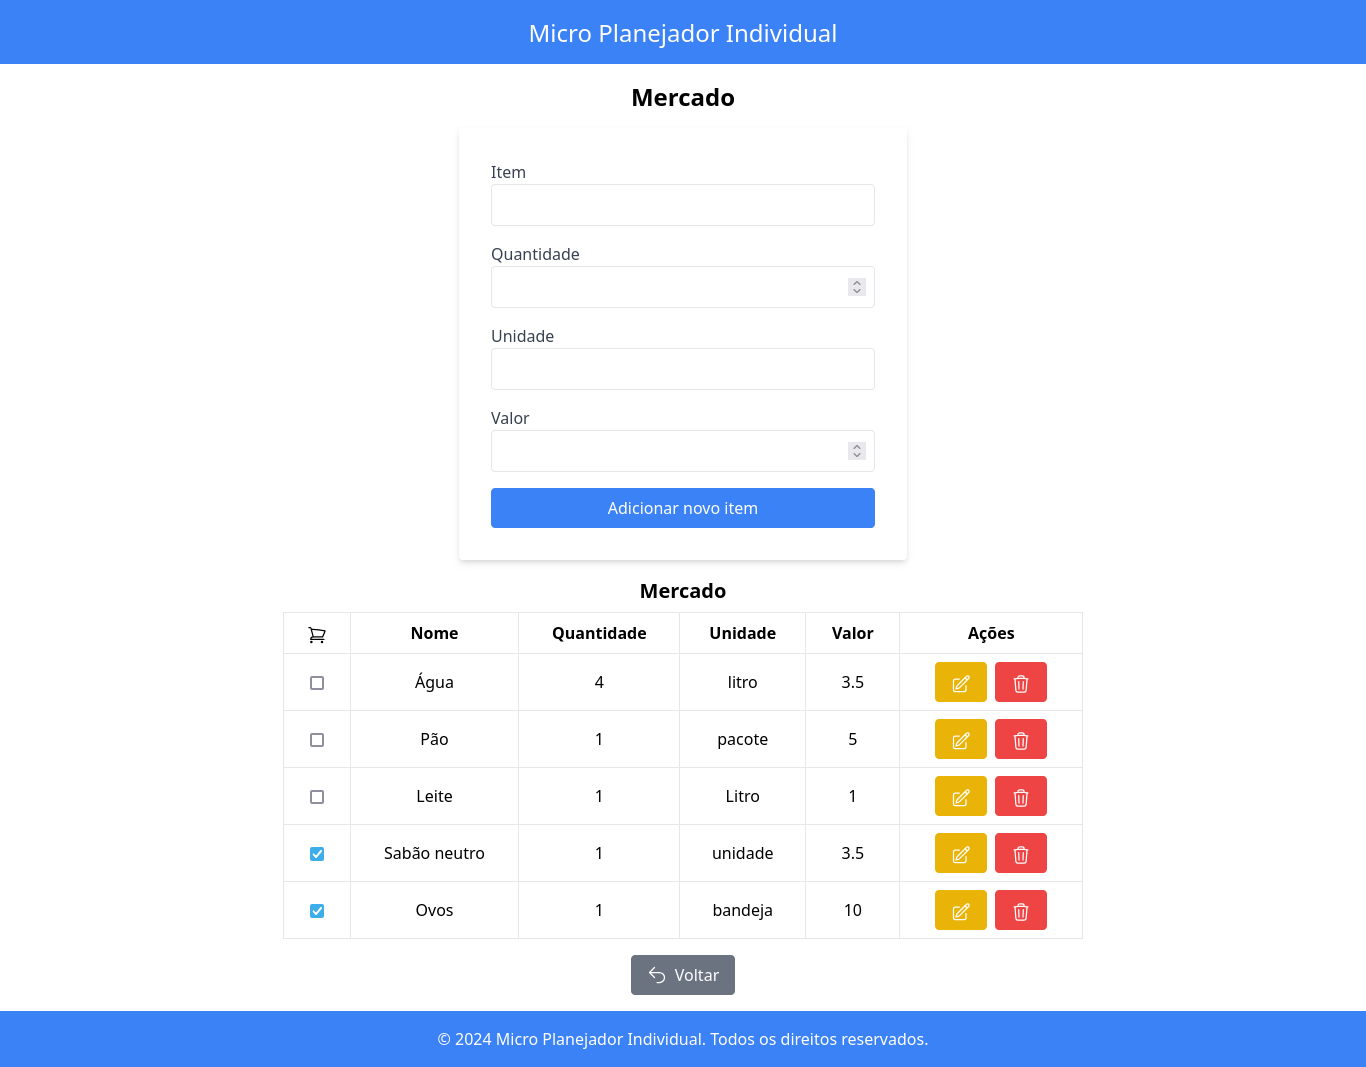 Micro Planejador Individual
Mercado
Item
Quantidade
Unidade
Valor
Adicionar novo item
Mercado
Nome Quantidade Unidade Valor Ações
Água 4 litro 3.5
Pão 1 pacote 5
Leite 1 Litro 1
Sabão neutro 1 unidade 3.5
Ovos 1 bandeja 10
Voltar
© 2024 Micro Planejador Individual. Todos os direitos reservados.